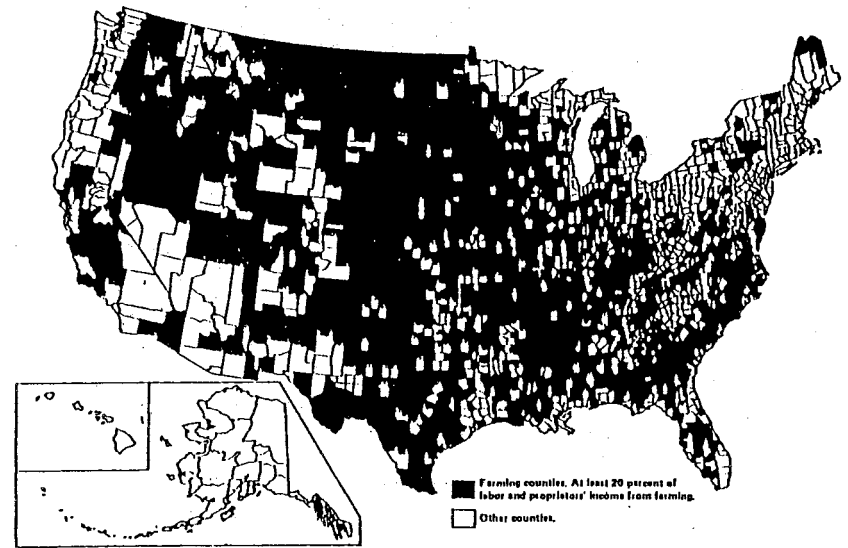 Farming counties. At least 20 percent of
labor and proprietors' income from farming.
Other counties.